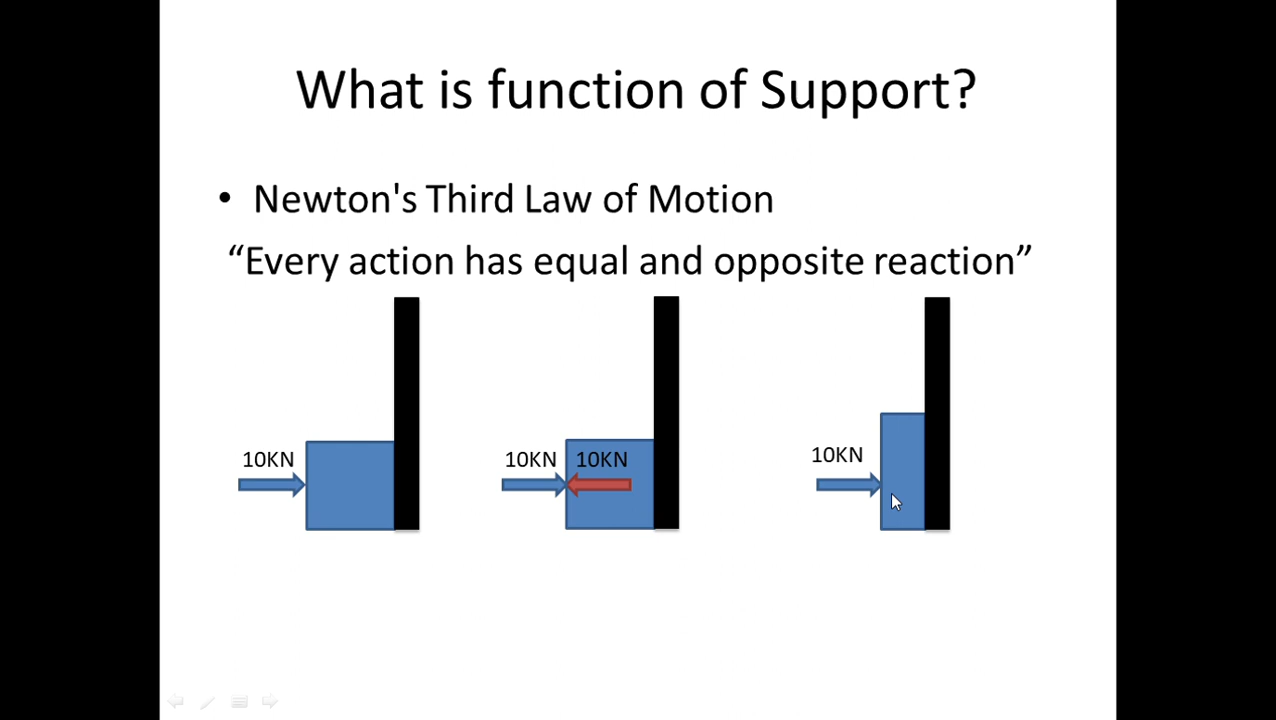 What is function of Support?
• Newton's Third Law of Motion
“Every action has equal and opposite reaction”
10KN
10KN 10KN
10KN